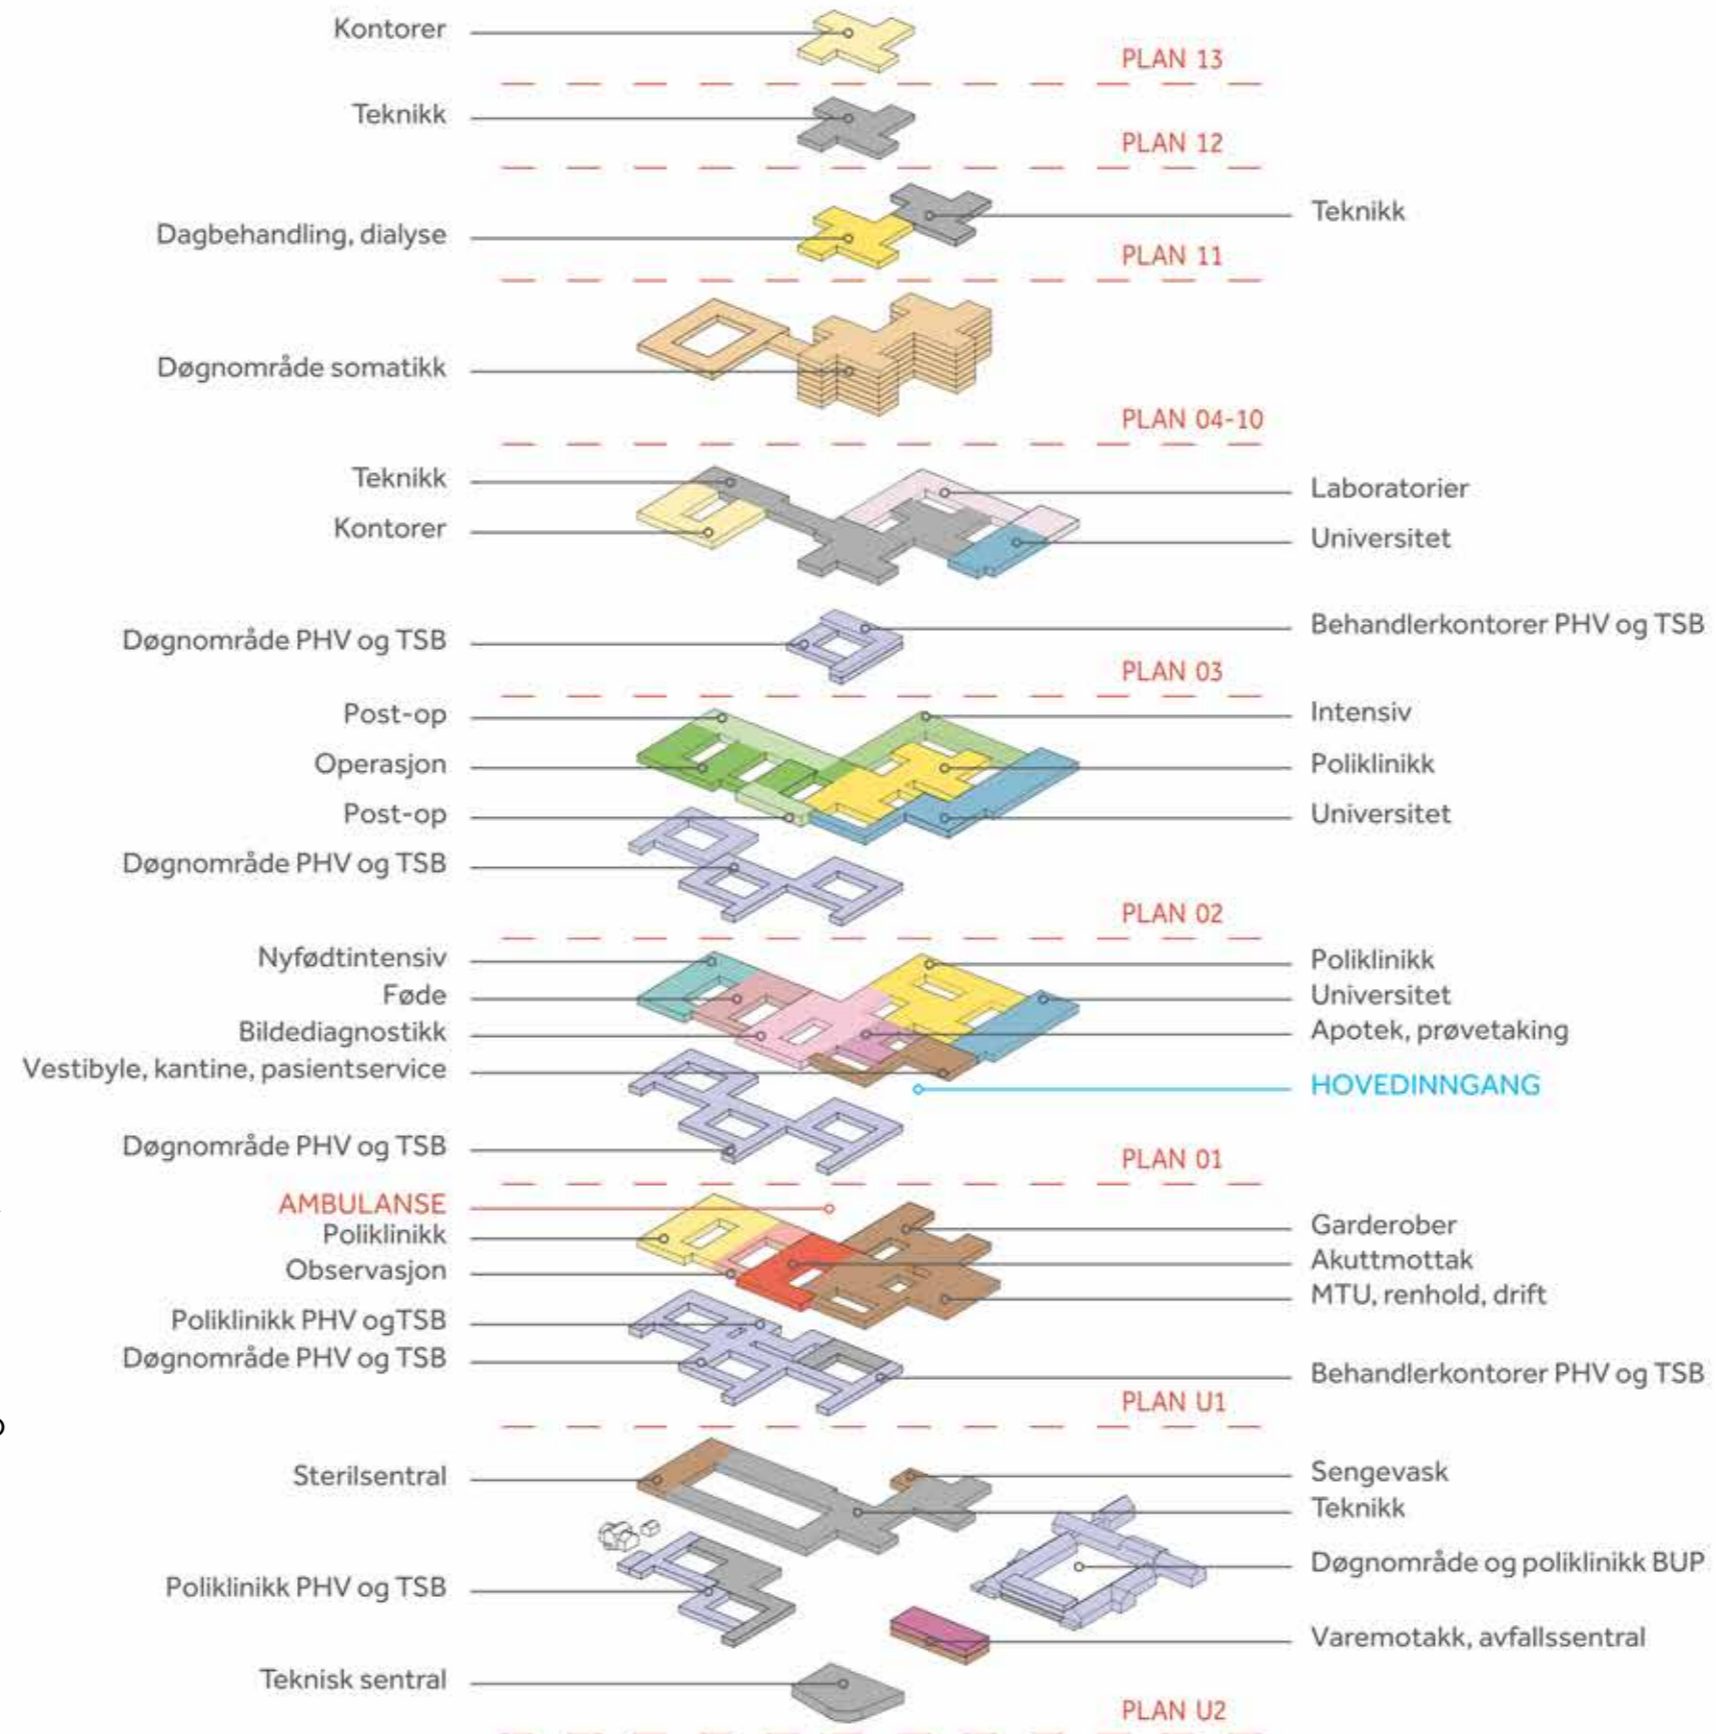 Kontorer
PLAN 13
Teknikk
PLAN 12
Teknikk
Dagbehandling, dialyse
PLAN 11
Døgnområde somatikk
PLAN 04-10
Teknikk
Laboratorier
Kontorer
Universitet
Behandlerkontorer PHV og TSB
Døgnområde PHV og TSB
PLAN 03
Post-op
Intensiv
Operasjon
Poliklinikk
Post-op
Universitet
Døgnområde PHV og TSB
PLAN 02
Nyfødtintensiv
Poliklinikk
Føde
Universitet
Bildediagnostikk
Apotek, prøvetaking
Vestibyle, kantine, pasientservice
HOVEDINNGANG
Døgnområde PHV og TSB
PLAN 01
AMBULANSE
Garderober
Poliklinikk
Akuttmottak
Observasjon
MTU, renhold, drift
Poliklinikk PHV ogTSB
Døgnområde PHV og TSB
Behandlerkontorer PHV og TSB
PLAN U1
Sterilsentral
Sengevask
Teknikk
Døgnområde og poliklinikk BUP
Poliklinikk PHV og TSB
Varemotakk, avfallssentral
Teknisk sentral
PLAN U2